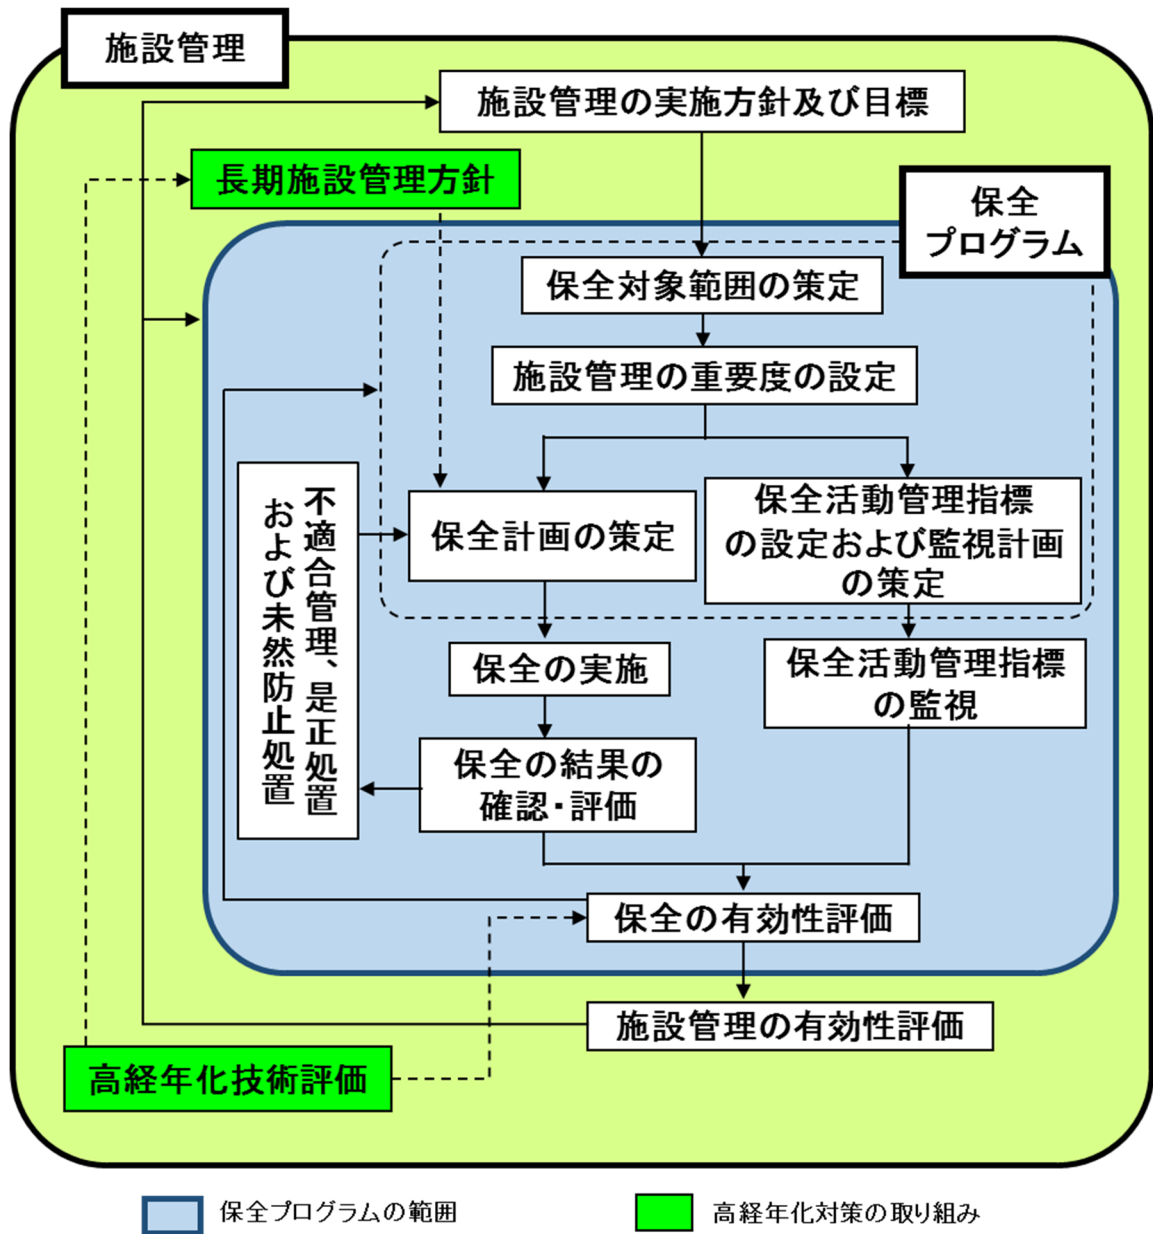 施設管理
施設管理の実施方針及び目標
長期施設管理方針
保全
プログラム
保全対象範囲の策定
施設管理の重要度の設定
不適合管理、是正処置
および未然防止処置
保全計画の策定
保全活動管理指標
の設定および監視計画
の策定
保全の実施
保全活動管理指標
の監視
保全の結果の
確認・評価
保全の有効性評価
施設管理の有効性評価
高経年化技術評価
保全プログラムの範囲
高経年化対策の取り組み